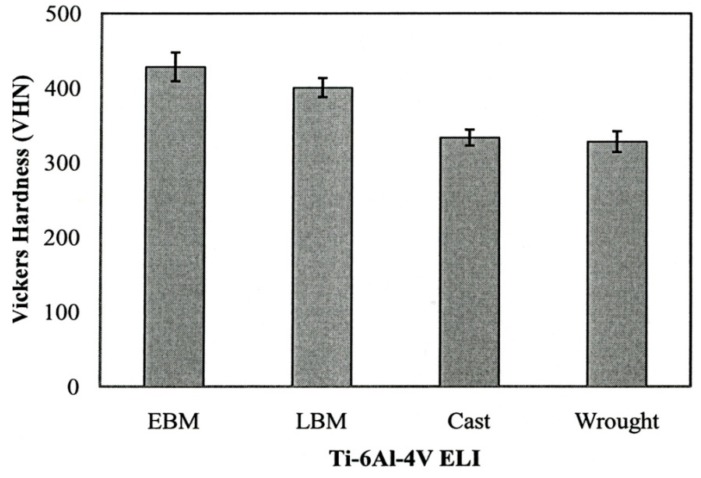 500
400
300
200
100
0
Vickers Hardness (VHN)
EBM LBM Cast Wrought
Ti-6Al-4V ELI